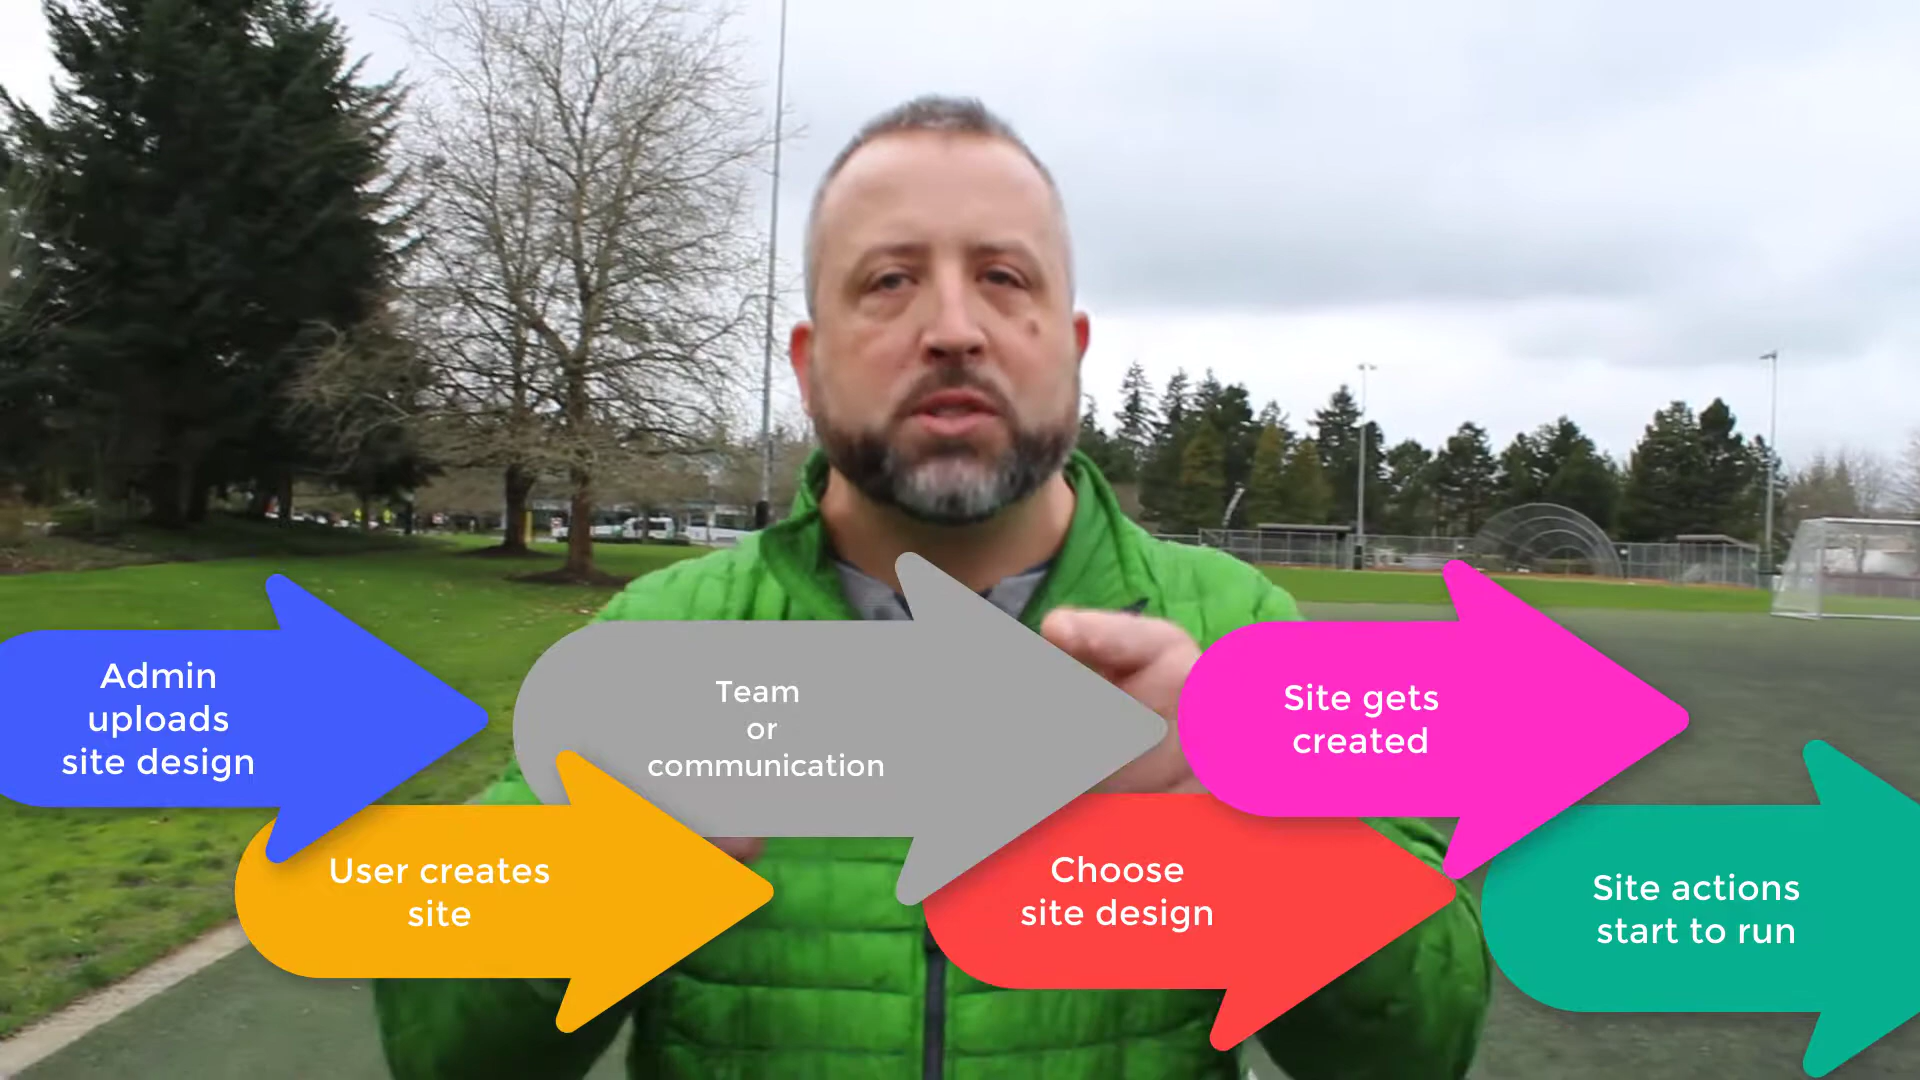 Admin
uploads
site design
User creates
site
Team
or
communication
Choose
site design
Site gets
created
Site actions
start to run